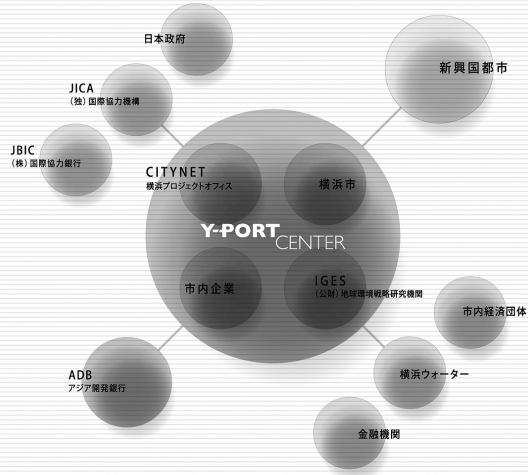 日本政府
新興国都市
JICA
(独)国際協力機構
JBIC
(株)国際協力銀行
CITYNET
横浜プロジェクトオフィス
横浜市
Y-PORT CENTER
市内企業
IGES
(公財)地球環境戦略研究機関
市内経済団体
ADB
アジア開発銀行
横浜ウォーター
金融機関